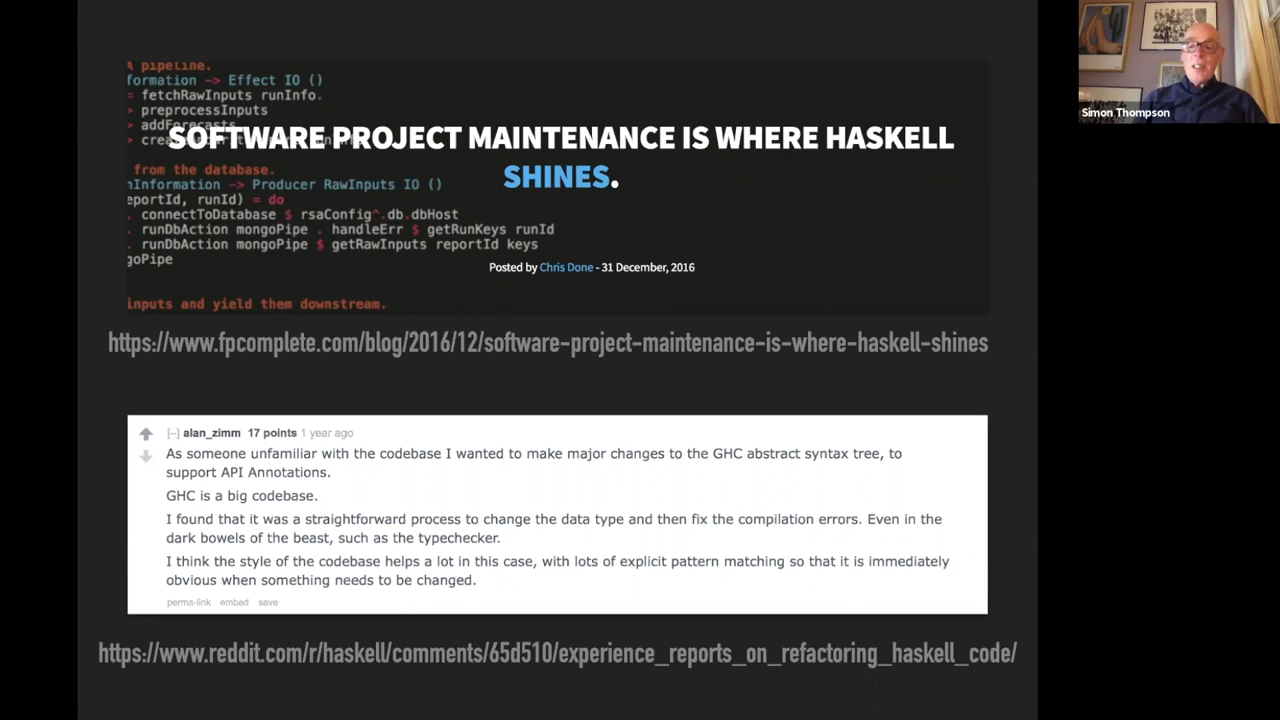 A pipeline.
formation -> Effect IO ()
= fetchRawInputs runInfo.
> preprocessInputs
> addForecasts
SOFTWARE PROJECT MAINTENANCE IS WHERE HASKELL
SHINES.
from the database.
nInformation -> Producer RawInputs IO ()
eportId, runId) = do
. connectToDatabase $ rsaConfig^.db.dbHost
. runDbAction mongoPipe . handleErr $ getRunKeys runId
. runDbAction mongoPipe $ getRawInputs reportId keys
goPipe
Posted by Chris Done - 31 December, 2016
inputs and yield them downstream.
https://www.fpcomplete.com/blog/2016/12/software-project-maintenance-is-where-haskell-shines
[–] alan_zimm 17 points 1 year ago
As someone unfamiliar with the codebase I wanted to make major changes to the GHC abstract syntax tree, to
support API Annotations.
GHC is a big codebase.
I found that it was a straightforward process to change the data type and then fix the compilation errors. Even in the
dark bowels of the beast, such as the typechecker.
I think the style of the codebase helps a lot in this case, with lots of explicit pattern matching so that it is immediately
obvious when something needs to be changed.
perma-link embed save
https://www.reddit.com/r/haskell/comments/65d510/experience_reports_on_refactoring_haskell_code/
Simon Thompson